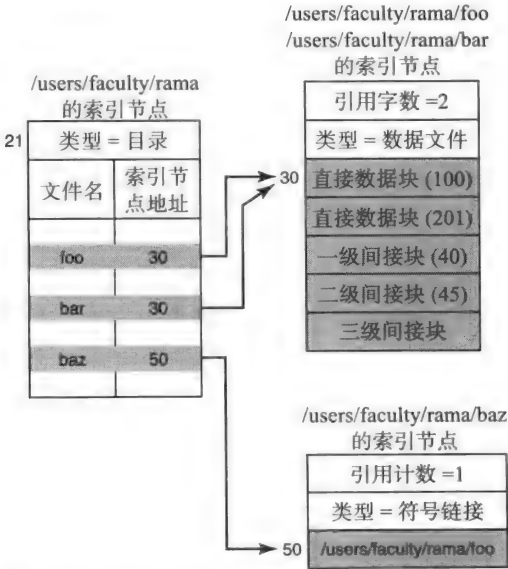 /users/faculty/rama/foo
/users/faculty/rama/bar
的索引节点
引用字数 =2
类型 = 数据文件
30
直接数据块 (100)
直接数据块 (201)
一级间接块 (40)
二级间接块 (45)
三级间接块
/users/faculty/rama
的索引节点
21
类型 = 目录
文件名
索引节
点地址
foo 30
bar 30
baz 50
/users/faculty/rama/baz
的索引节点
引用计数 =1
类型 = 符号链接
50
/users/faculty/rama/foo